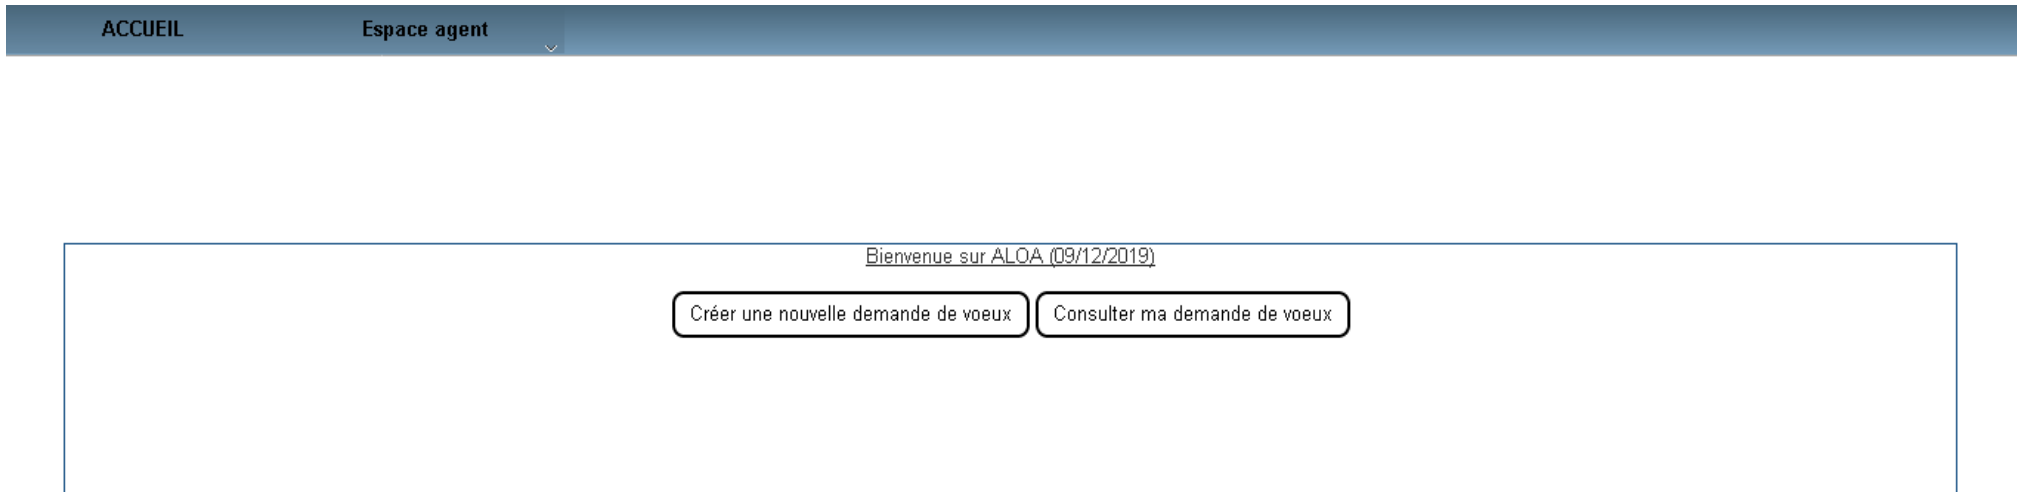 ACCUEIL Espace agent
Bienvenue sur ALOA (09/12/2019)
Créer une nouvelle demande de voeux Consulter ma demande de voeux